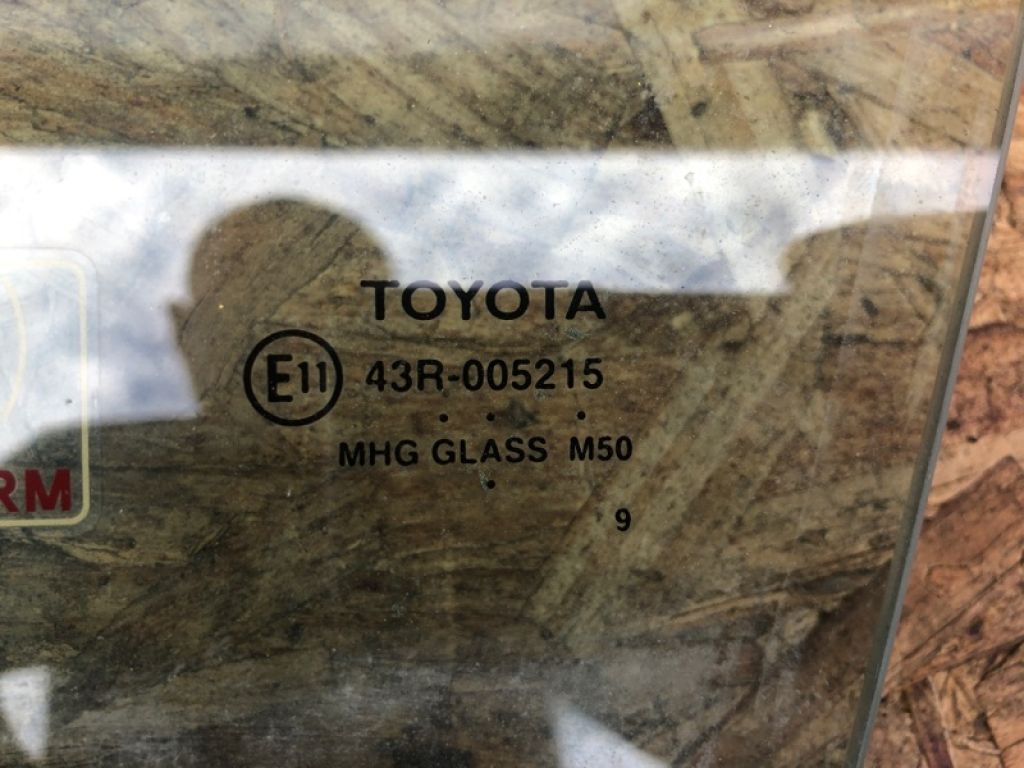 TOYOTA
E11 43R-005215
. . .
MHG GLASS M50
.
9
RM